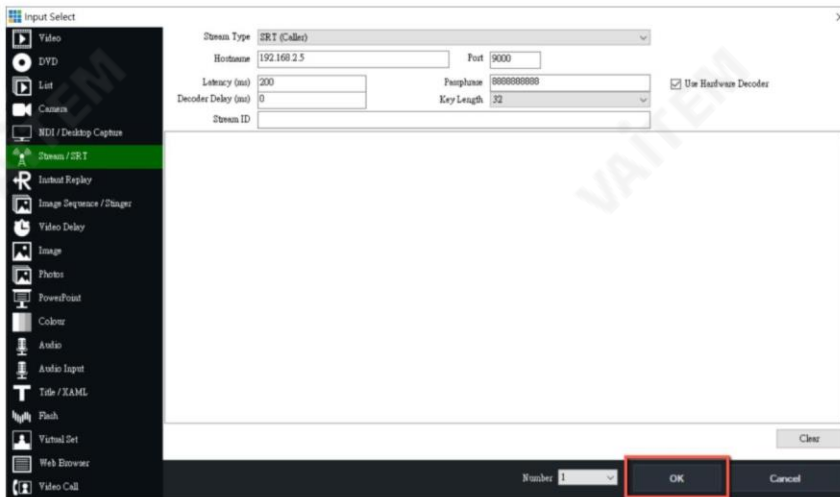 Input Select
Video
DVD
List
Camera
NDI / Desktop Capture
Stream / SRT
Instant Replay
Image Sequence / Stinger
Video Delay
Image
Photos
PowerPoint
Colour
Audio
Audio Input
Title / XAML
Flash
Virtual Set
Web Browser
Video Call
Stream Type SRT (Caller)
Hostname 192.168.2.5 Port 9000
Latency (ms) 200 Passphrase 8888888888 Use Hardware Decoder
Decoder Delay (ms) 0 Key Length 32
Stream ID
Clear
Number 1 OK Cancel
VAITEM
VAITEM